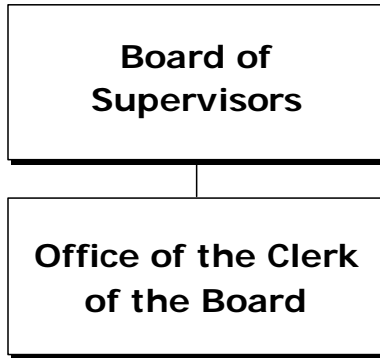 Board of
Supervisors
Office of the Clerk
of the Board